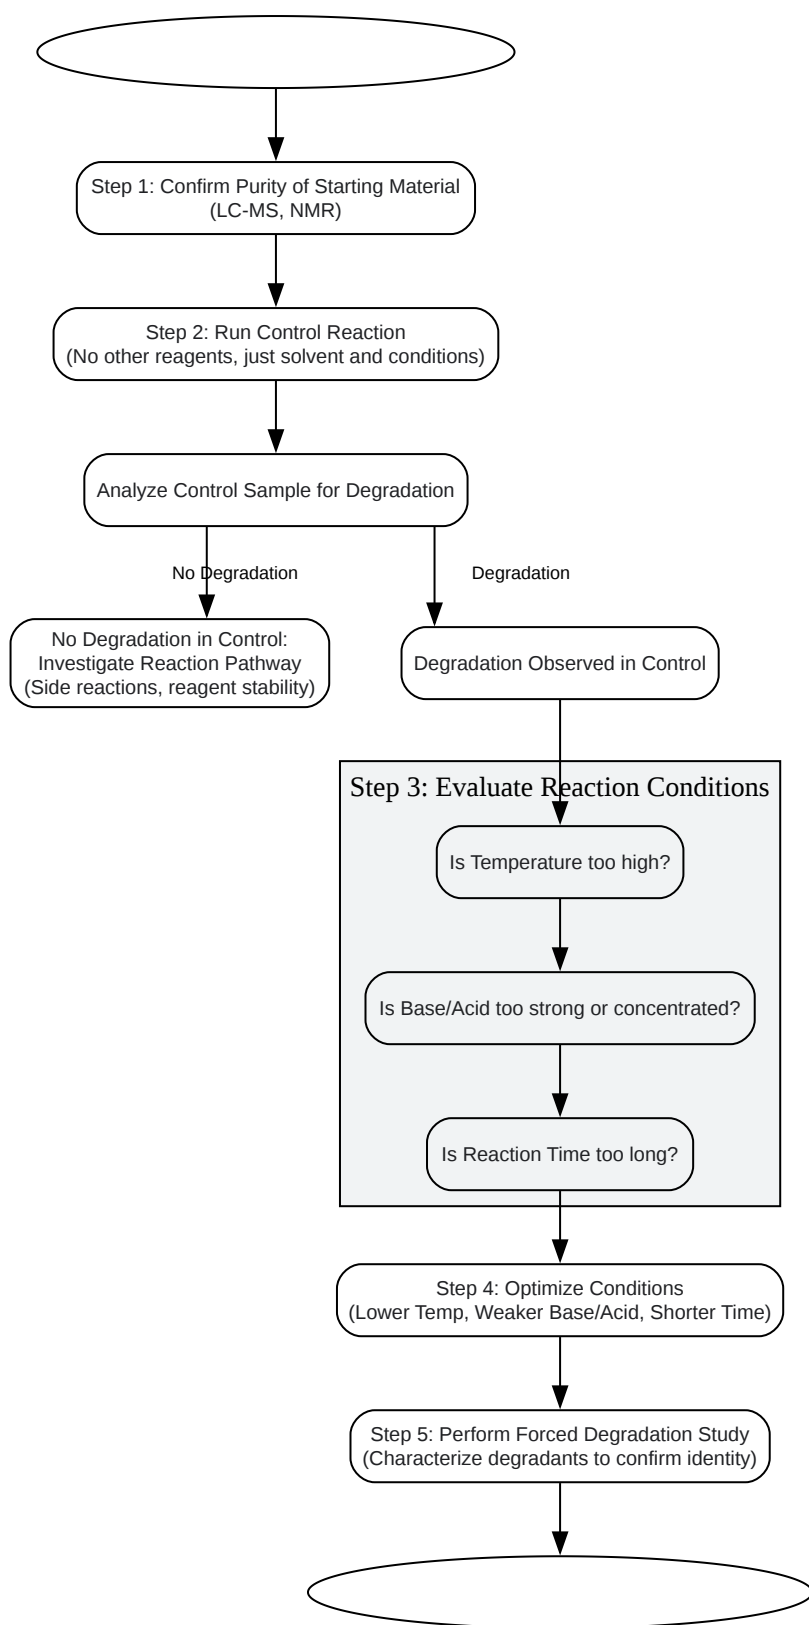 Step 1: Confirm Purity of Starting Material
(LC-MS, NMR)
Step 2: Run Control Reaction
(No other reagents, just solvent and conditions)
Analyze Control Sample for Degradation
No Degradation
Degradation
No Degradation in Control:
Investigate Reaction Pathway
(Side reactions, reagent stability)
Degradation Observed in Control
Step 3: Evaluate Reaction Conditions
Is Temperature too high?
Is Base/Acid too strong or concentrated?
Is Reaction Time too long?
Step 4: Optimize Conditions
(Lower Temp, Weaker Base/Acid, Shorter Time)
Step 5: Perform Forced Degradation Study
(Characterize degradants to confirm identity)